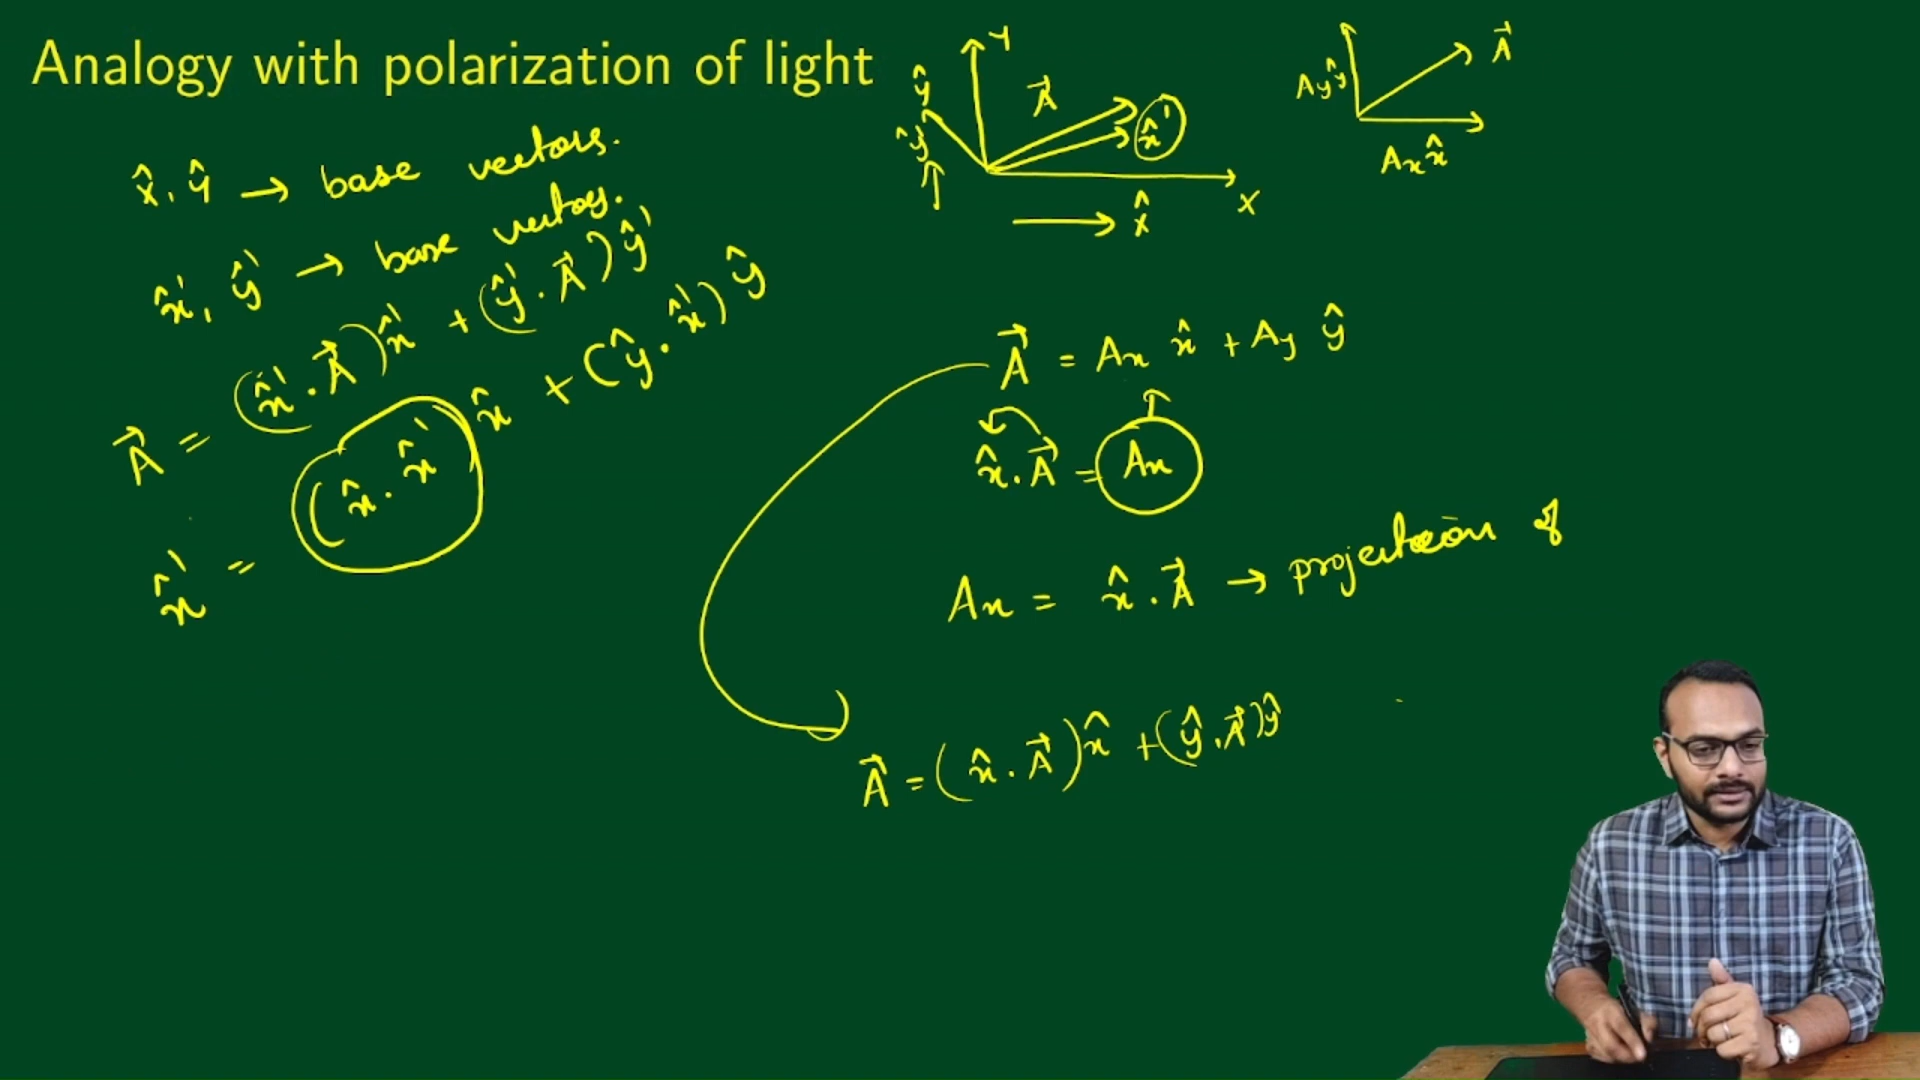 Analogy with polarization of light
x̂, ŷ → base vectors.
x̂', ŷ' → base vectors.
A⃗ = (x̂'. A⃗) x̂' + (ŷ'. A⃗) ŷ'
x̂' = (x̂. x̂') x̂ + (ŷ. x̂') ŷ
Y
A⃗
x̂'
ŷ'
ŷ
x̂
X
A⃗
Ayŷ
Axx̂
A⃗ = Ax x̂ + Ay ŷ
x̂. A⃗ = Ax
Ax = x̂. A⃗ → projection of
A⃗ = (x̂. A⃗) x̂ + (ŷ. A⃗) ŷ